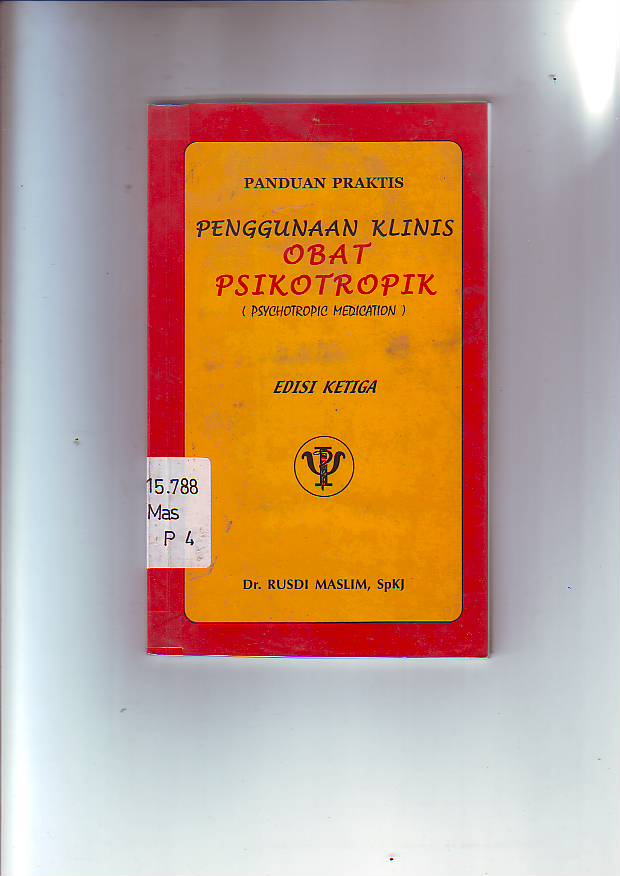 PANDUAN PRAKTIS
PENGGUNAAN KLINIS
OBAT
PSIKOTROPIK
( PSYCHOTROPIC MEDICATION )
EDISI KETIGA
15.788
Mas
P 4
Dr. RUSDI MASLIM, SpKJ